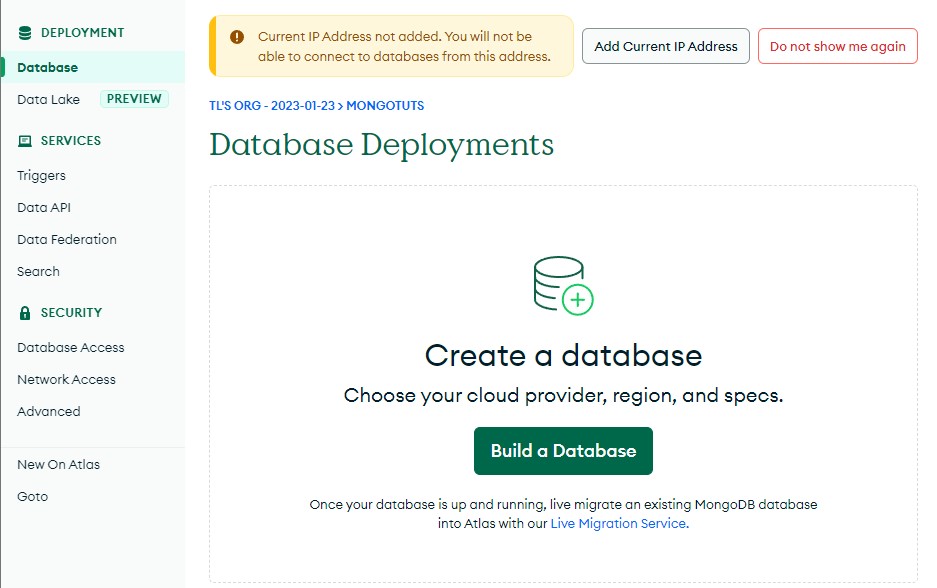 DEPLOYMENT
Database
Data Lake PREVIEW
SERVICES
Triggers
Data API
Data Federation
Search
SECURITY
Database Access
Network Access
Advanced
New On Atlas
Goto
Current IP Address not added. You will not be
able to connect to databases from this address.
Add Current IP Address
Do not show me again
TL'S ORG - 2023-01-23 > MONGOTUTS
Database Deployments
Create a database
Choose your cloud provider, region, and specs.
Build a Database
Once your database is up and running, live migrate an existing MongoDB database
into Atlas with our Live Migration Service.